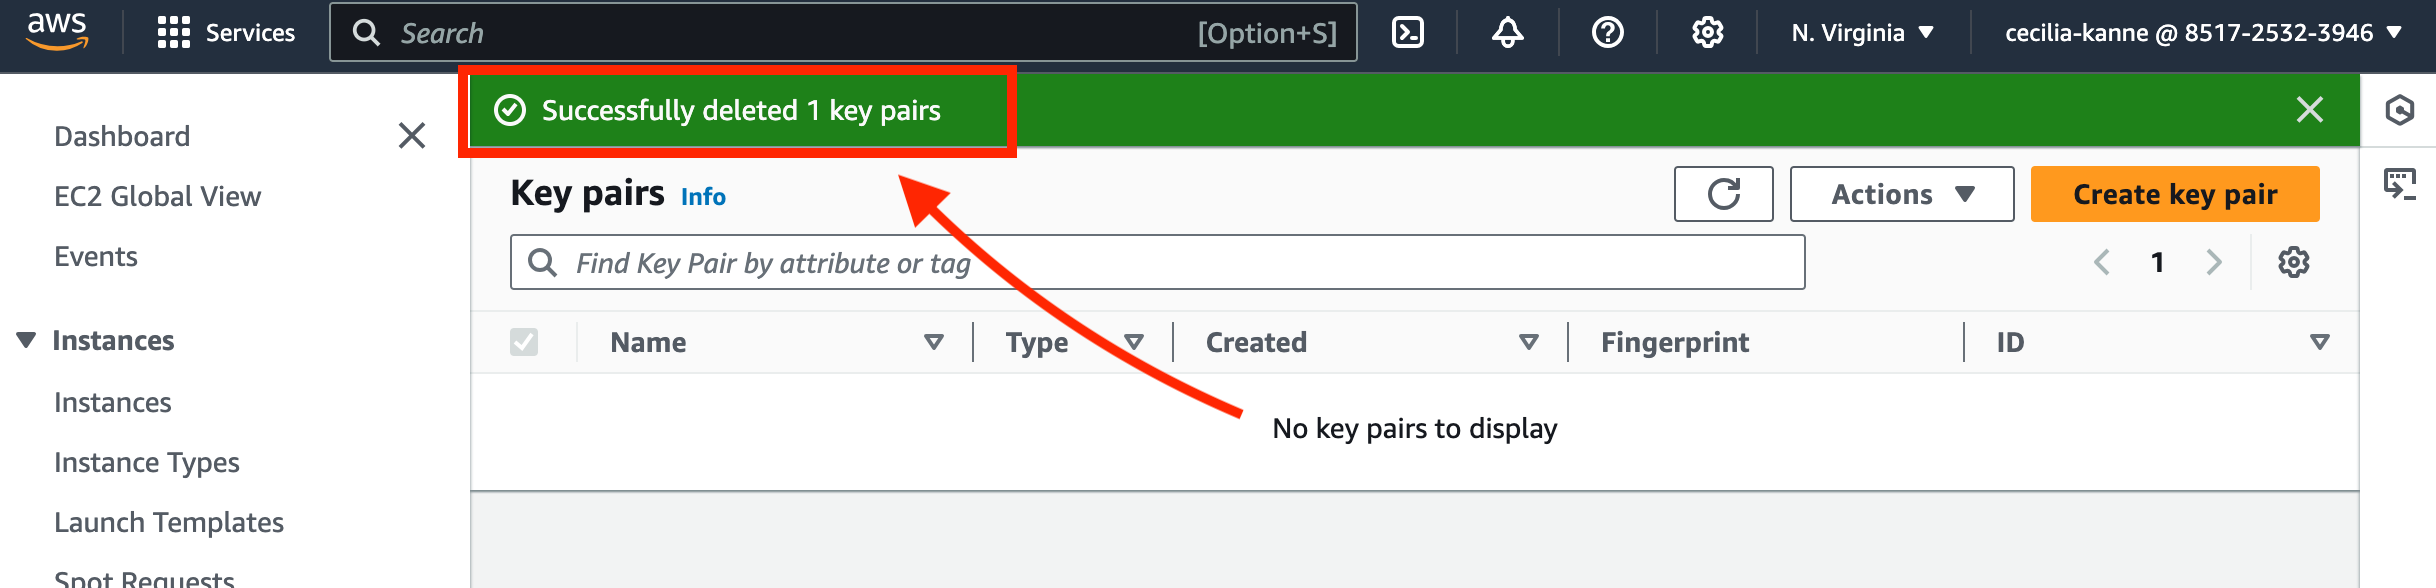 aws
Services
Search
[Option+S]
N. Virginia
cecilia-kanne @ 8517-2532-3946
Successfully deleted 1 key pairs
Dashboard
EC2 Global View
Events
Instances
Instances
Instance Types
Launch Templates
Spot Requests
Key pairs Info
Actions
Create key pair
Find Key Pair by attribute or tag
1
Name
Type
Created
Fingerprint
ID
No key pairs to display